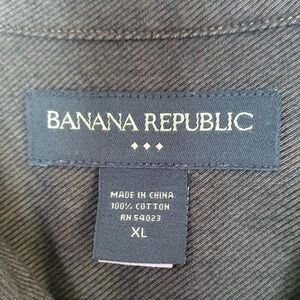 BANANA REPUBLIC
MADE IN CHINA
100% COTTON
RN 54023
XL